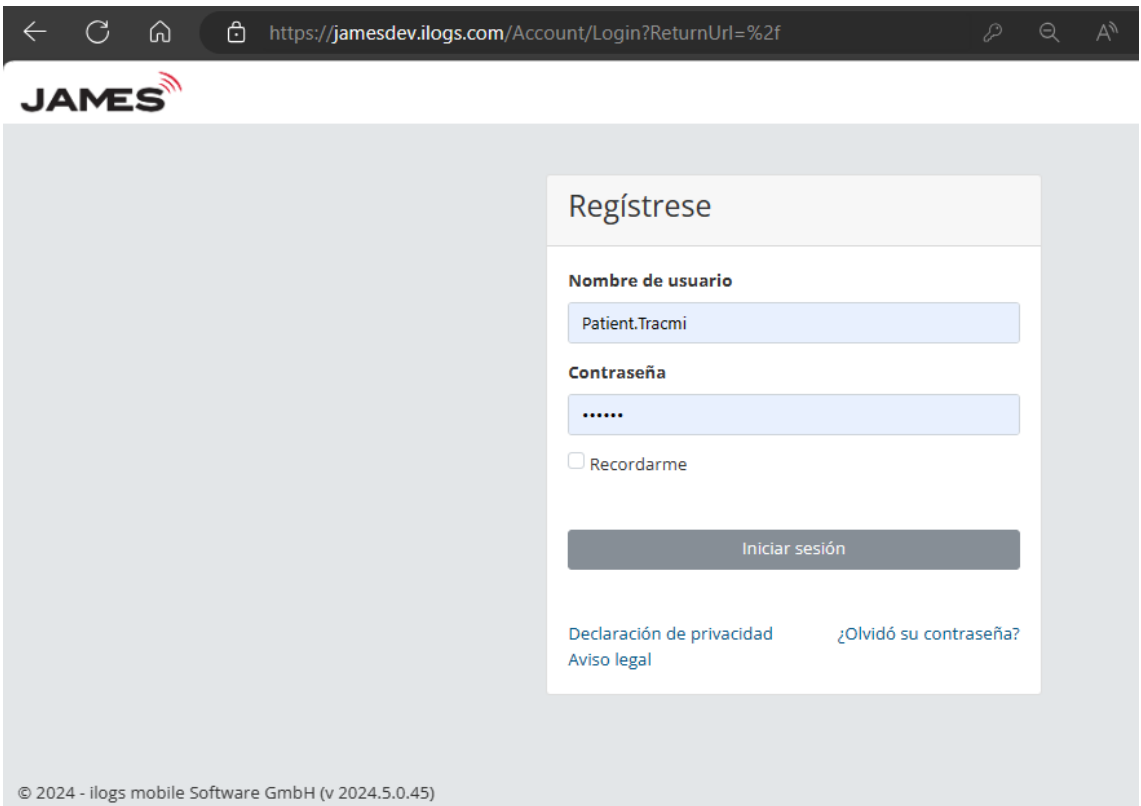 https://jamesdev.ilogs.com/Account/Login?ReturnUrl=%2f
JAMES
Regístrese
Nombre de usuario
Patient.Tracmi
Contraseña
••••••
Recordarme
Iniciar sesión
Declaración de privacidad ¿Olvidó su contraseña?
Aviso legal
© 2024 - ilogs mobile Software GmbH (v 2024.5.0.45)